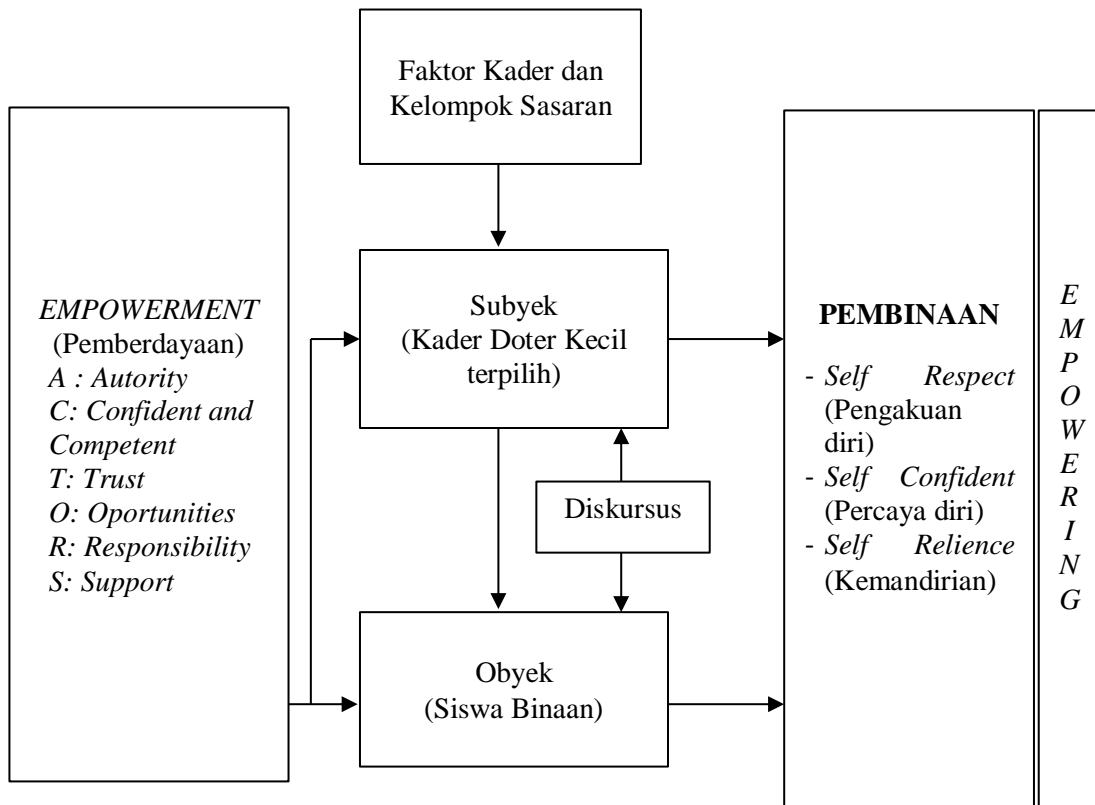 Faktor Kader dan
Kelompok Sasaran
EMPOWERMENT
(Pemberdayaan)
A : Autority
C: Confident and
Competent
T: Trust
O: Oportunities
R: Responsibility
S: Support
Subyek
(Kader Doter Kecil
terpilih)
Diskursus
Obyek
(Siswa Binaan)
PEMBINAAN
- Self Respect
(Pengakuan
diri)
- Self Confident
(Percaya diri)
- Self Relience
(Kemandirian)
E
M
P
O
W
E
R
I
N
G